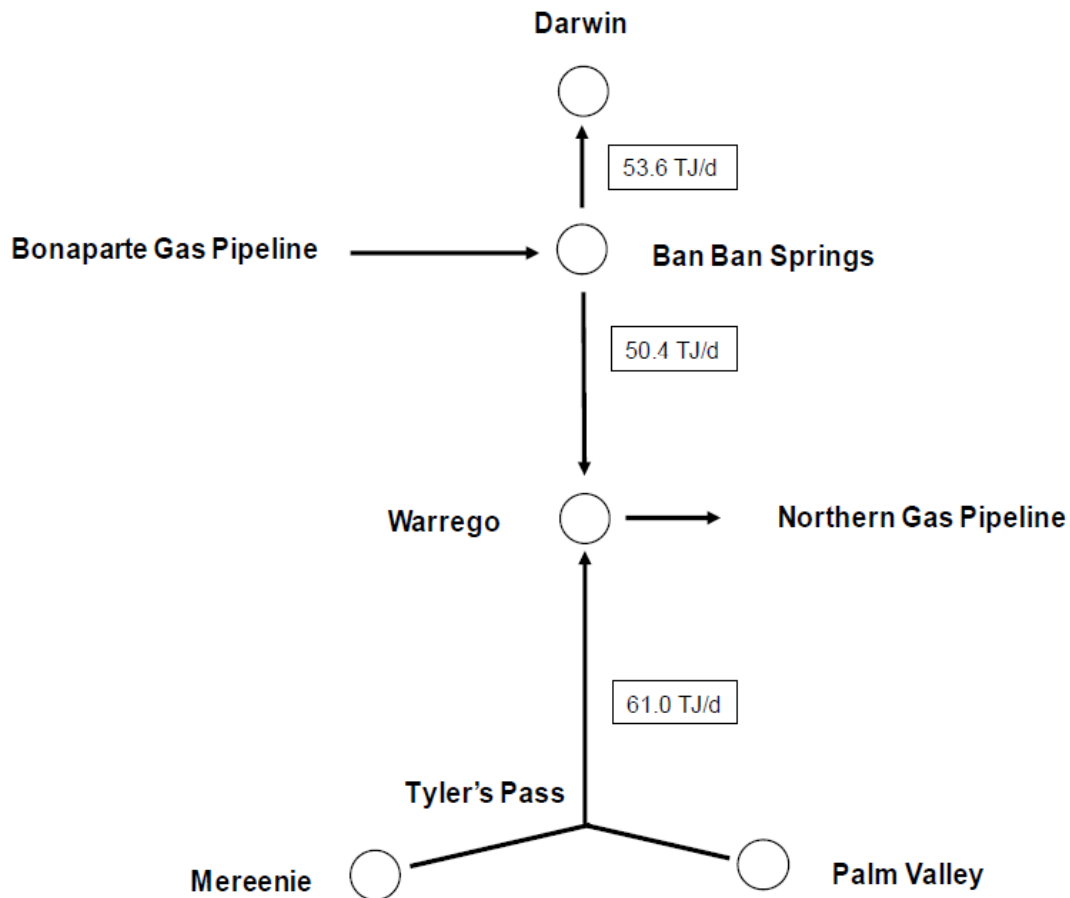 Darwin
53.6 TJ/d
Bonaparte Gas Pipeline
Ban Ban Springs
50.4 TJ/d
Warrego
Northern Gas Pipeline
61.0 TJ/d
Tyler’s Pass
Mereenie
Palm Valley